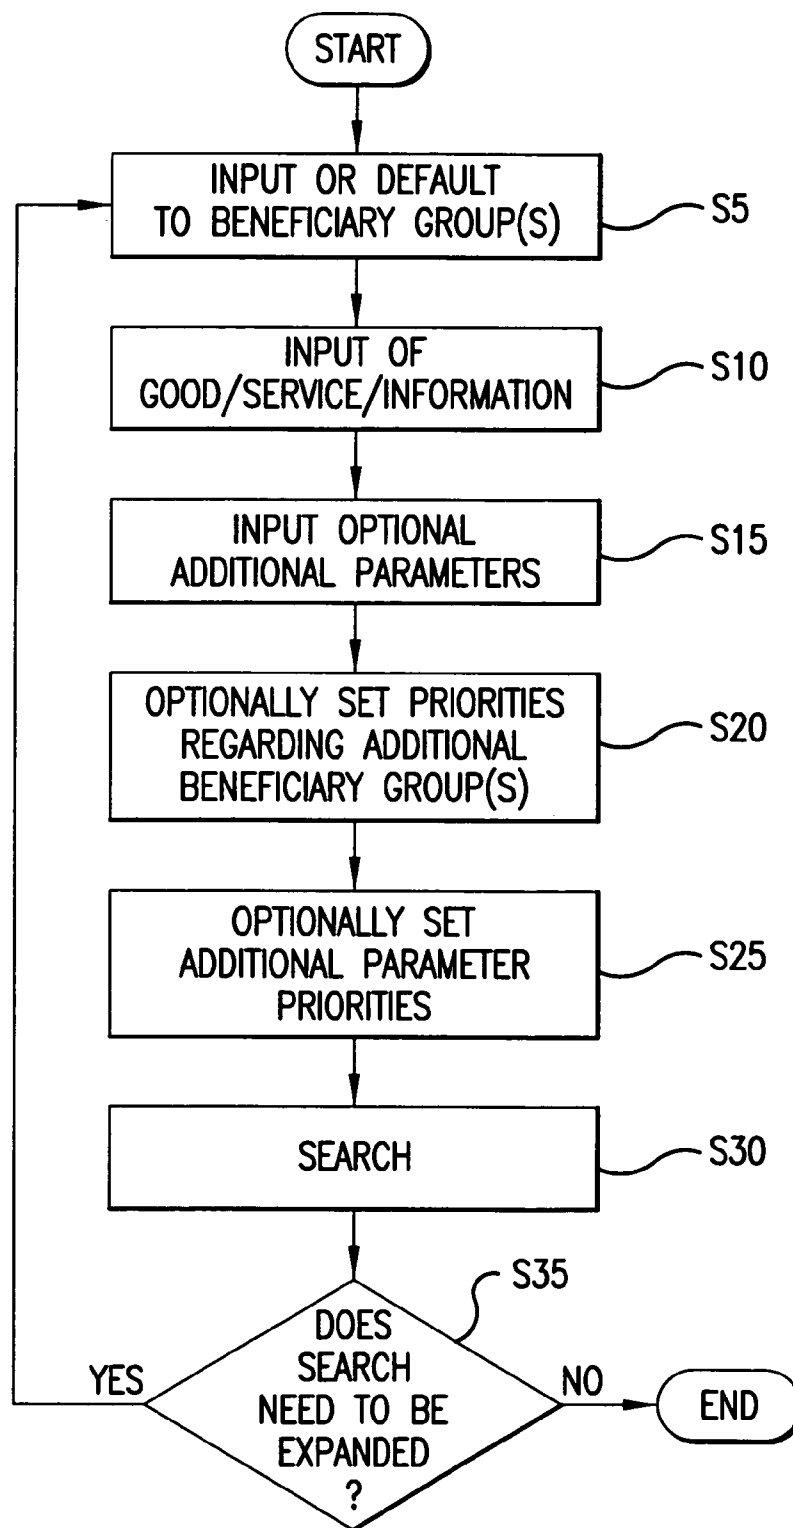 START
INPUT OR DEFAULT
TO BENEFICIARY GROUP(S)
S5
INPUT OF
GOOD/SERVICE/INFORMATION
S10
INPUT OPTIONAL
ADDITIONAL PARAMETERS
S15
OPTIONALLY SET PRIORITIES
REGARDING ADDITIONAL
BENEFICIARY GROUP(S)
S20
OPTIONALLY SET
ADDITIONAL PARAMETER
PRIORITIES
S25
SEARCH
S30
S35
DOES
SEARCH
NEED TO BE
EXPANDED
?
YES
NO
END